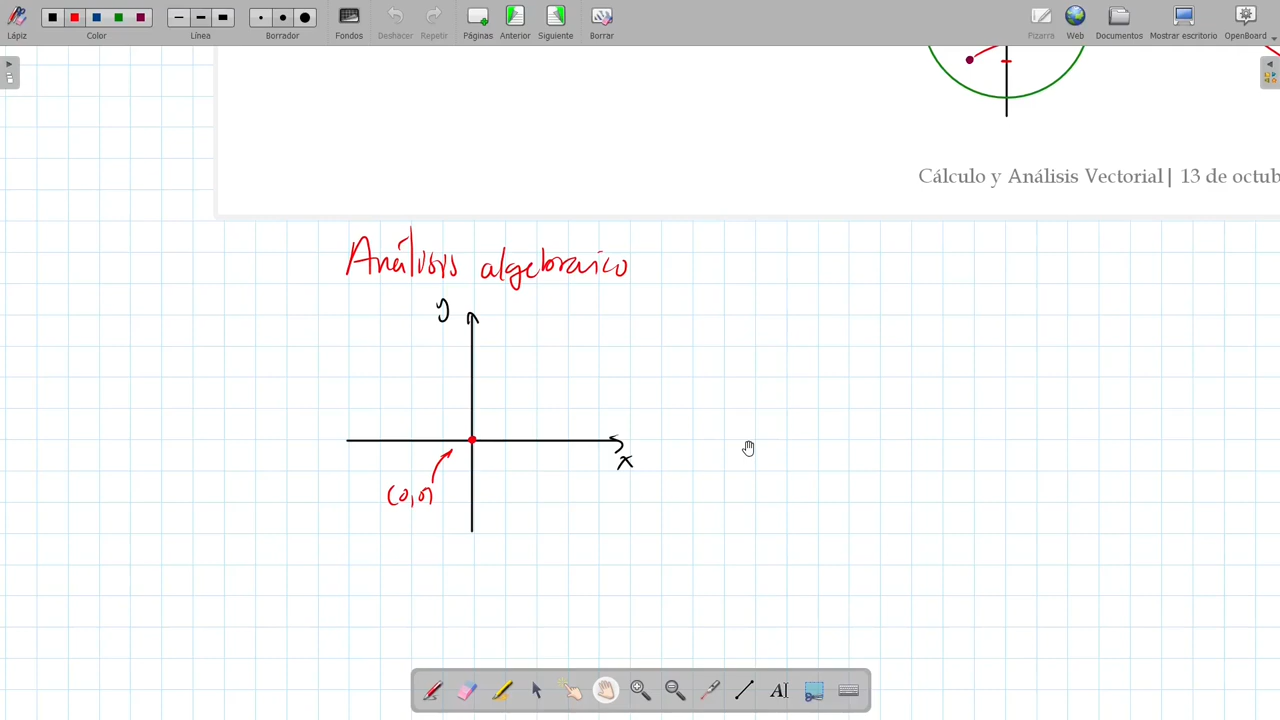 Lápiz Color Línea Borrador Fondos Deshacer Repetir Páginas Anterior Siguiente Borrar Pizarra Web Documentos Mostrar escritorio OpenBoard
Cálculo y Análisis Vectorial| 13 de octub
Análisis algebraico
y
x
(0,0)
AI